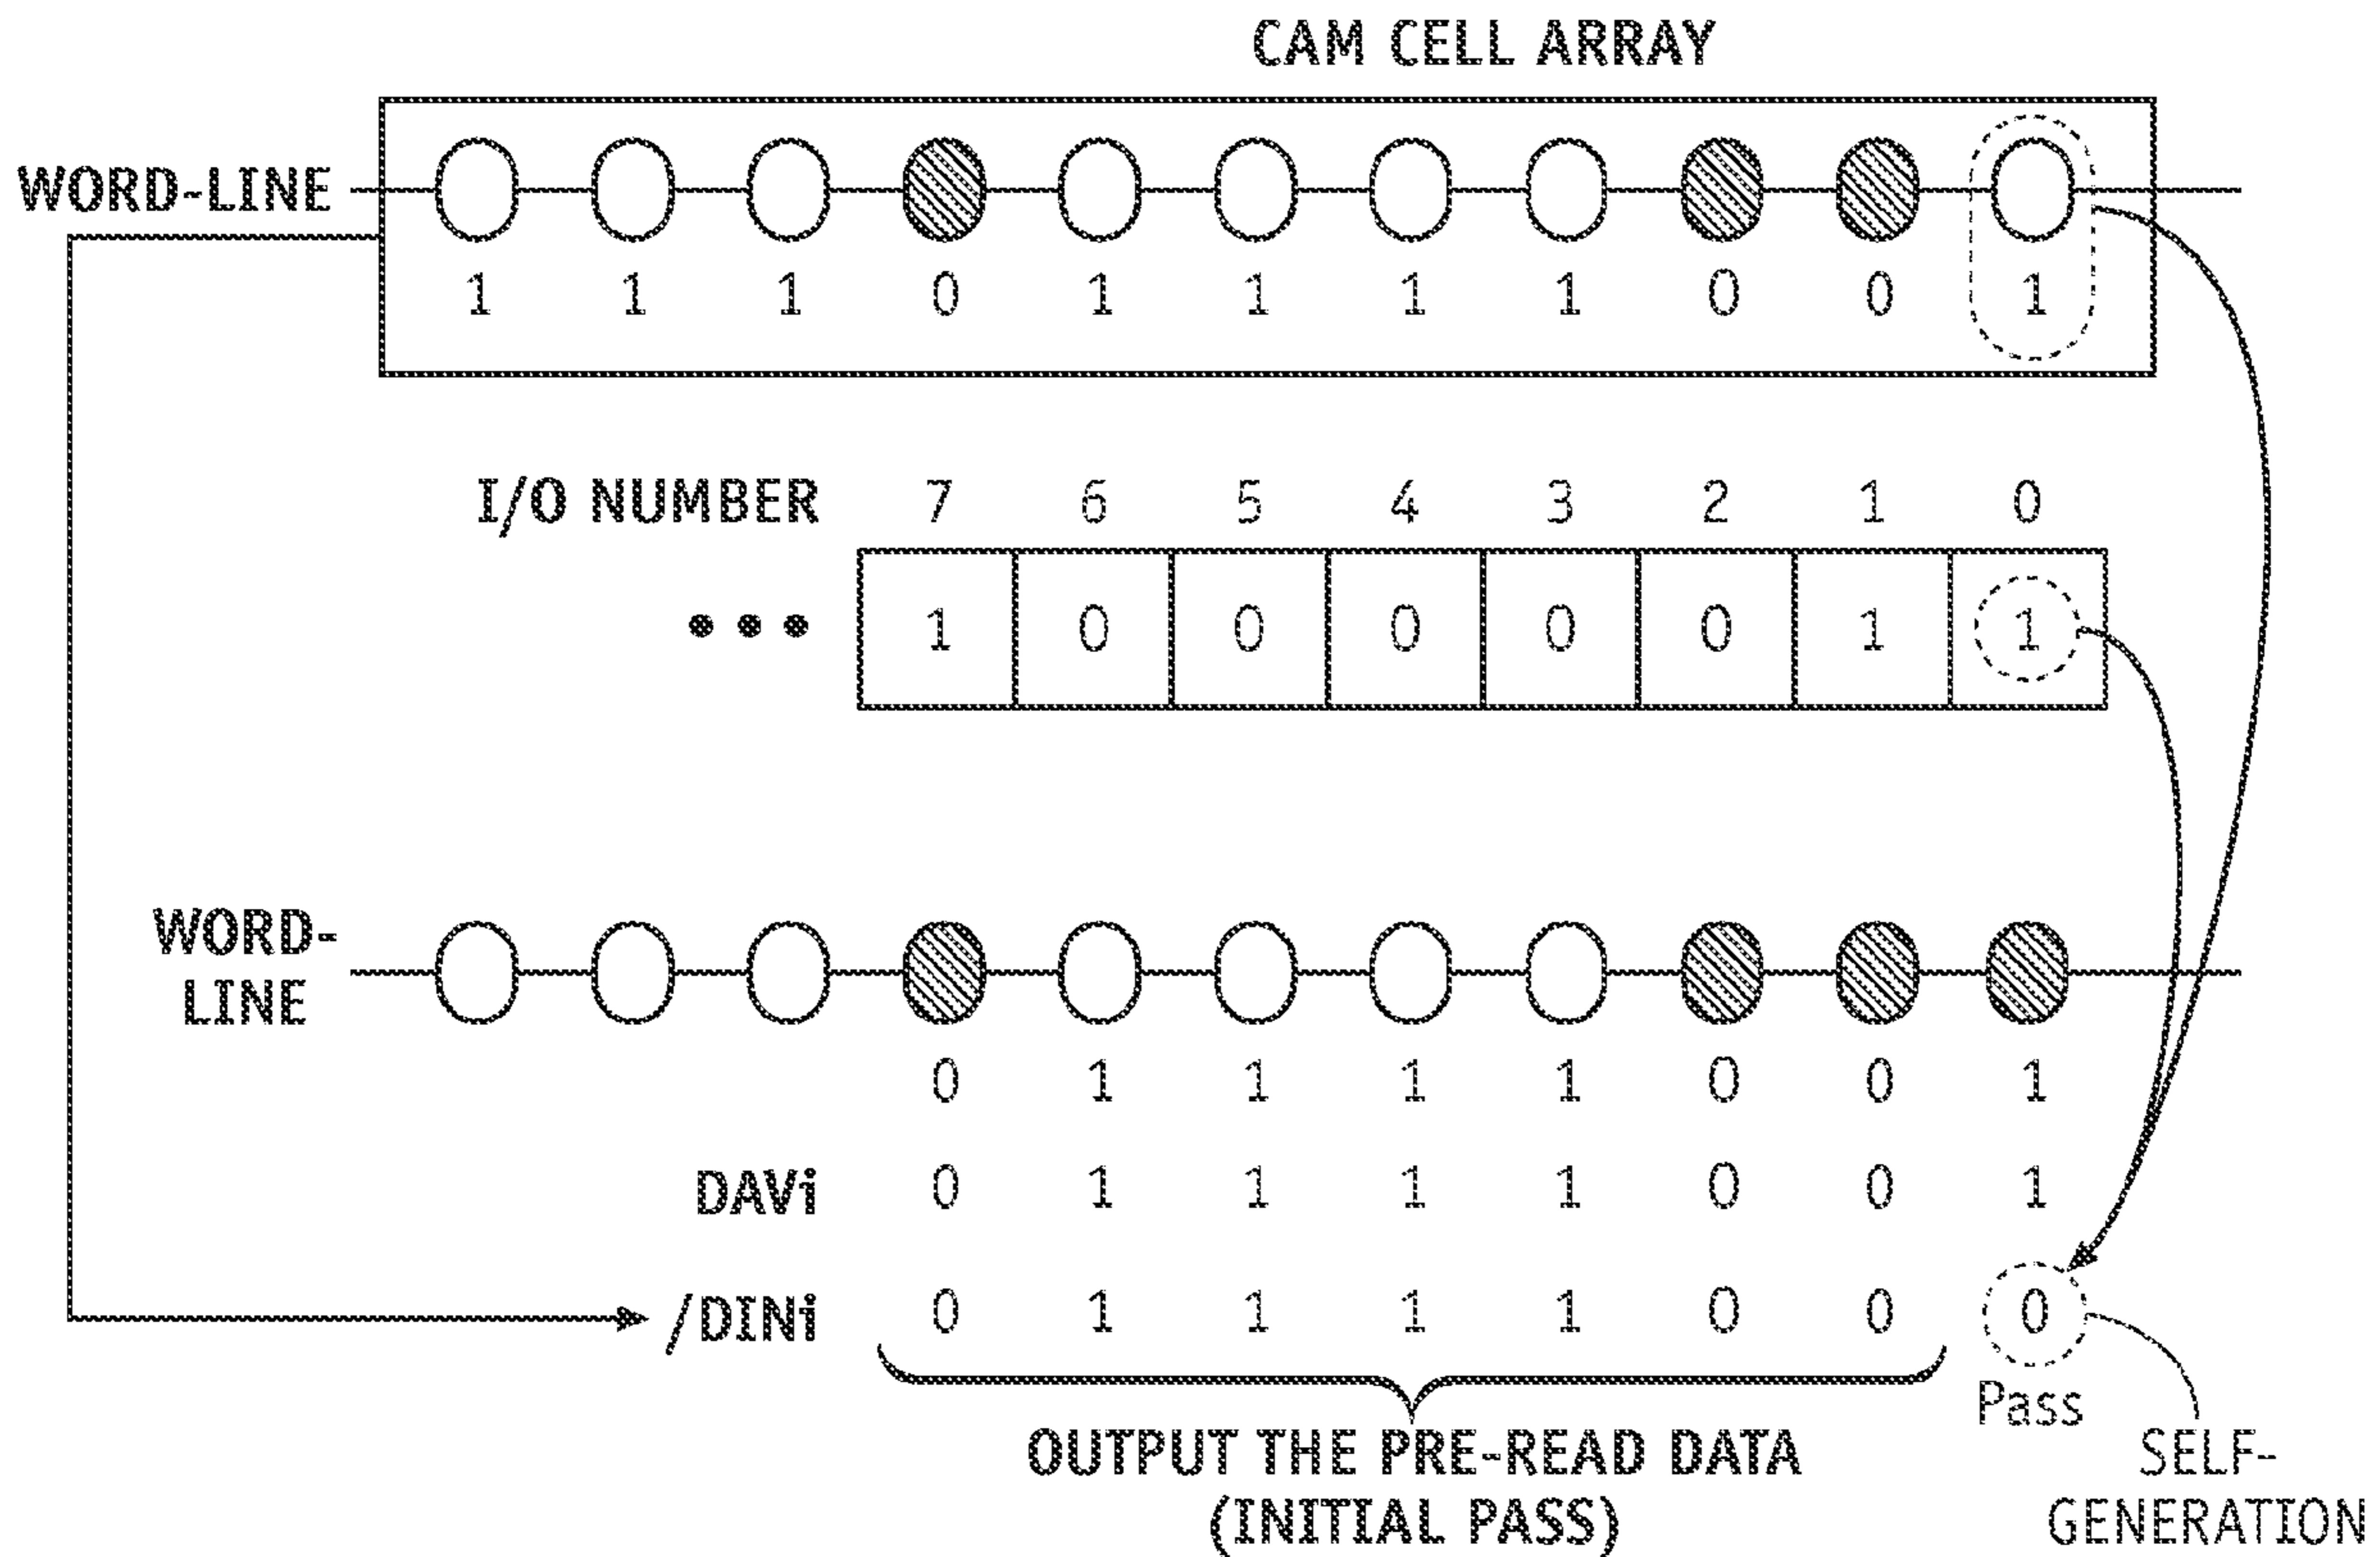 CAM CELL ARRAY
WORD-LINE
1 1 1 0 1 1 1 1 0 0 1
I/O NUMBER 7 6 5 4 3 2 1 0
••• 1 0 0 0 0 0 1 1
WORD-
LINE
0 1 1 1 1 0 0 1
DAVi 0 1 1 1 1 0 0 1
/DINi 0 1 1 1 1 0 0 0
Pass
OUTPUT THE PRE-READ DATA
(INITIAL PASS)
SELF-
GENERATION